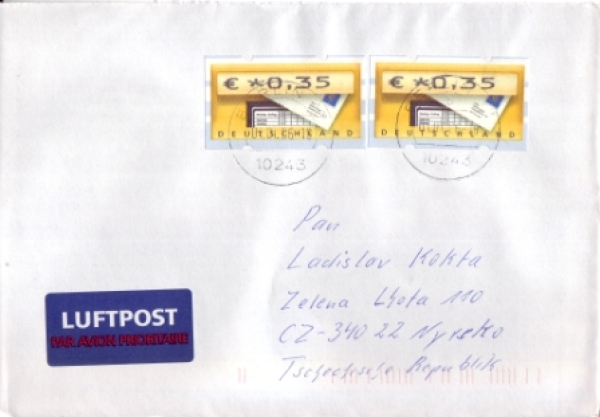 € *0,35 € *0,35
DEUTSCHLAND DEUTSCHLAND
10243 10243
Pan
Ladislav Kokta
Zelena Lhota 110
CZ-340 22 Nyrsko
Tschechische Republik
LUFTPOST
PAR AVION PRIORITAIRE